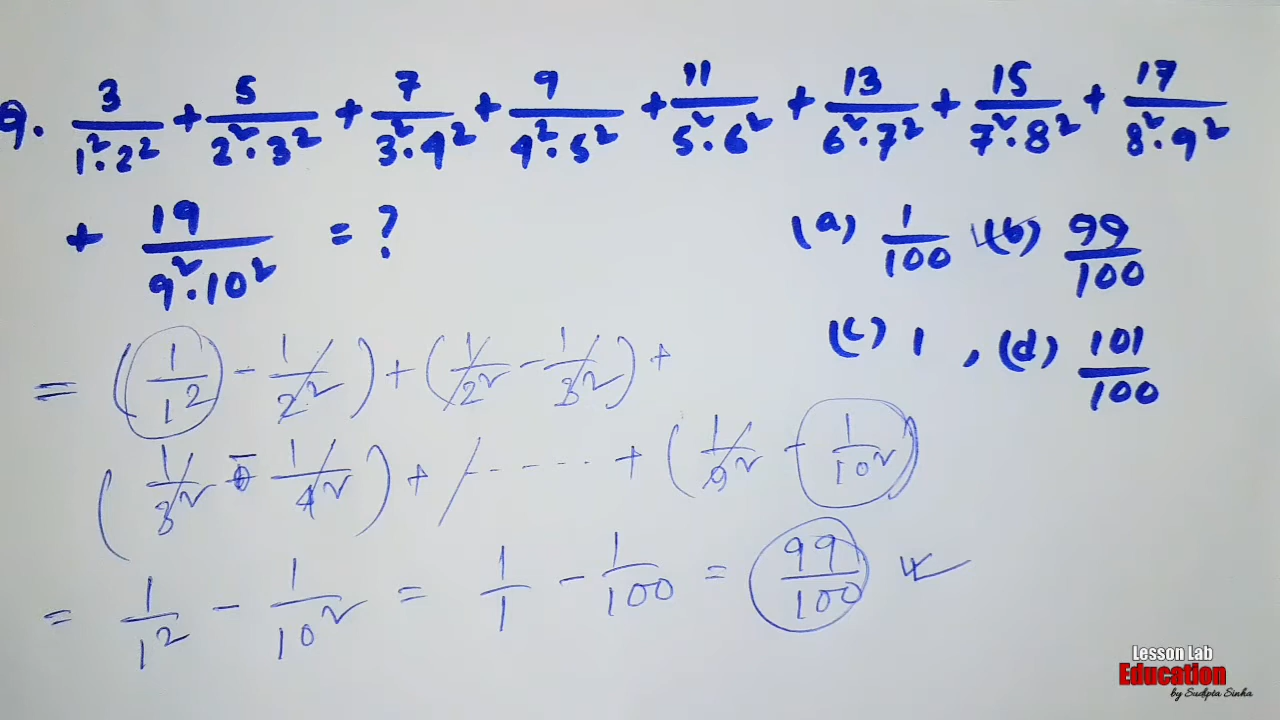 Q. 3/1²·2² + 5/2²·3² + 7/3²·4² + 9/4²·5² + 11/5²·6² + 13/6²·7² + 15/7²·8² + 17/8²·9²
+ 19/9²·10² = ?
(a) 1/100 (b) 99/100
(c) 1 , (d) 101/100
= (1/1² - 1/2²) + (1/2² - 1/3²) +
(1/3² - 1/4²) + ...... + (1/9² - 1/10²)
= 1/1² - 1/10² = 1/1 - 1/100 = 99/100
Lesson Lab
Education
by Sudipta Sinha